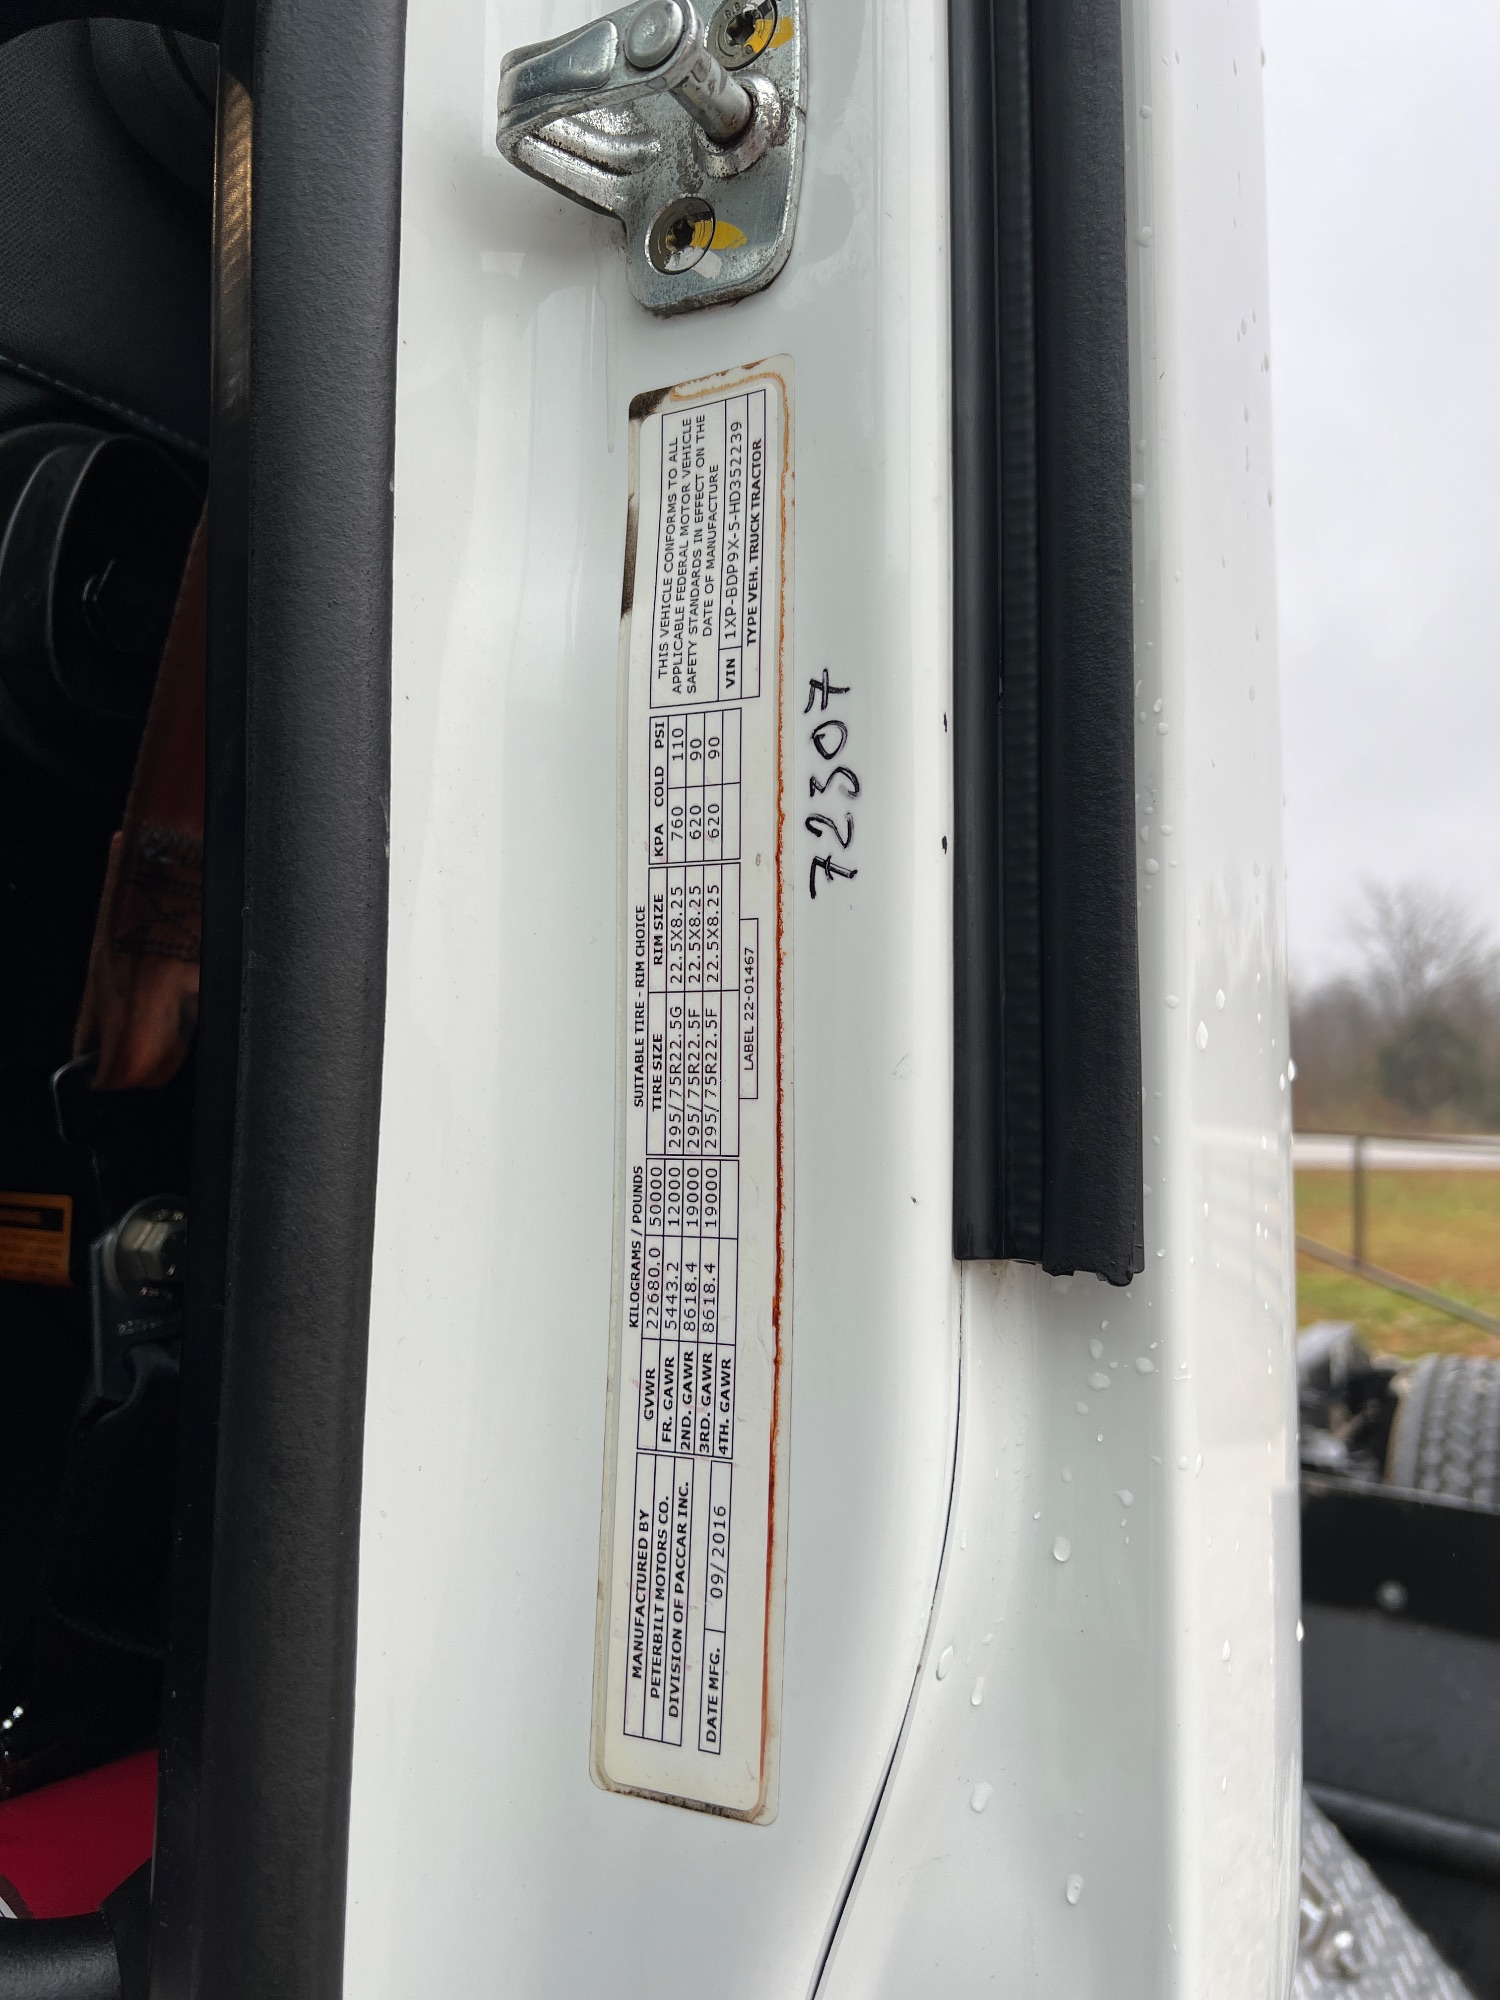 MANUFACTURED BY
PETERBILT MOTORS CO.
DIVISION OF PACCAR INC.
DATE MFG. 09/2016
KILOGRAMS / POUNDS
GVWR 22680.0 50000
FR. GAWR 5443.2 12000
2ND. GAWR 8618.4 19000
3RD. GAWR 8618.4 19000
4TH. GAWR
SUITABLE TIRE - RIM CHOICE
TIRE SIZE RIM SIZE KPA COLD PSI
295/75R22.5G 22.5X8.25 760 110
295/75R22.5F 22.5X8.25 620 90
295/75R22.5F 22.5X8.25 620 90
LABEL 22-01467
THIS VEHICLE CONFORMS TO ALL
APPLICABLE FEDERAL MOTOR VEHICLE
SAFETY STANDARDS IN EFFECT ON THE
DATE OF MANUFACTURE
VIN 1XP-BDP9X-5-HD352239
TYPE VEH. TRUCK TRACTOR
72307